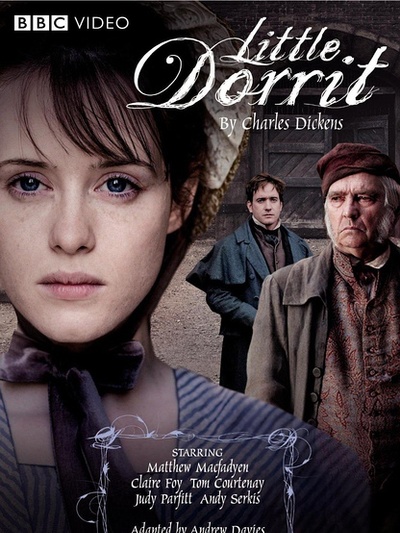 BBC VIDEO
Little
Dorrit
By Charles Dickens
STARRING
Matthew Macfadyen
Claire Foy Tom Courtenay
Judy Parfitt Andy Serkis
Adapted by Andrew Davies